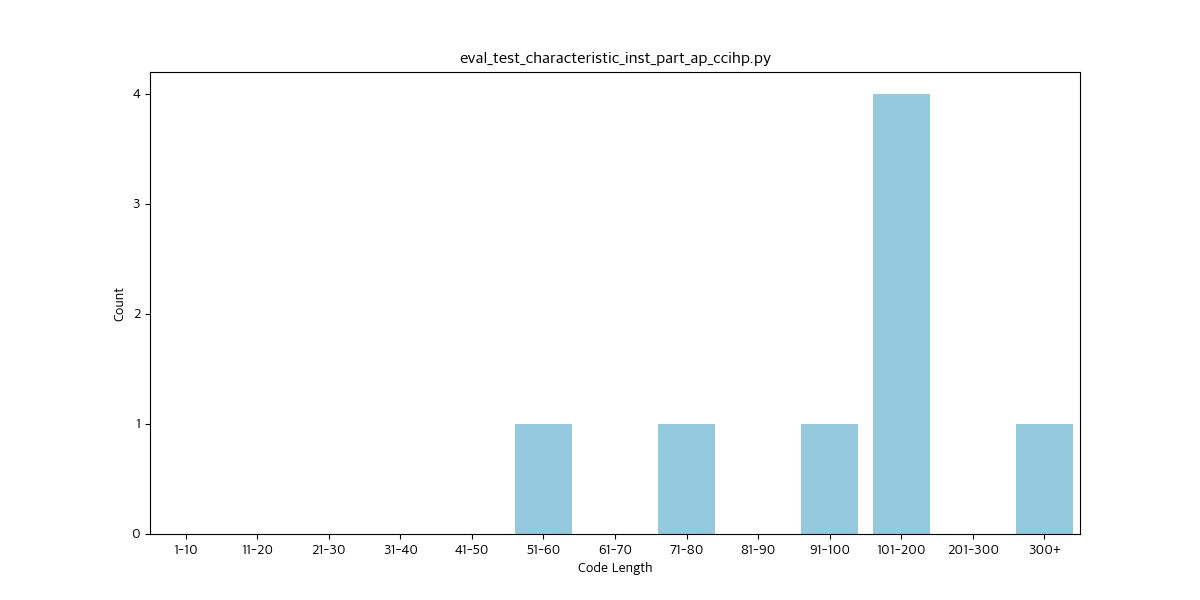 eval_test_characteristic_inst_part_ap_ccihp.py
4
3
2
1
0
Count
1-10 11-20 21-30 31-40 41-50 51-60 61-70 71-80 81-90 91-100 101-200 201-300 300+
Code Length